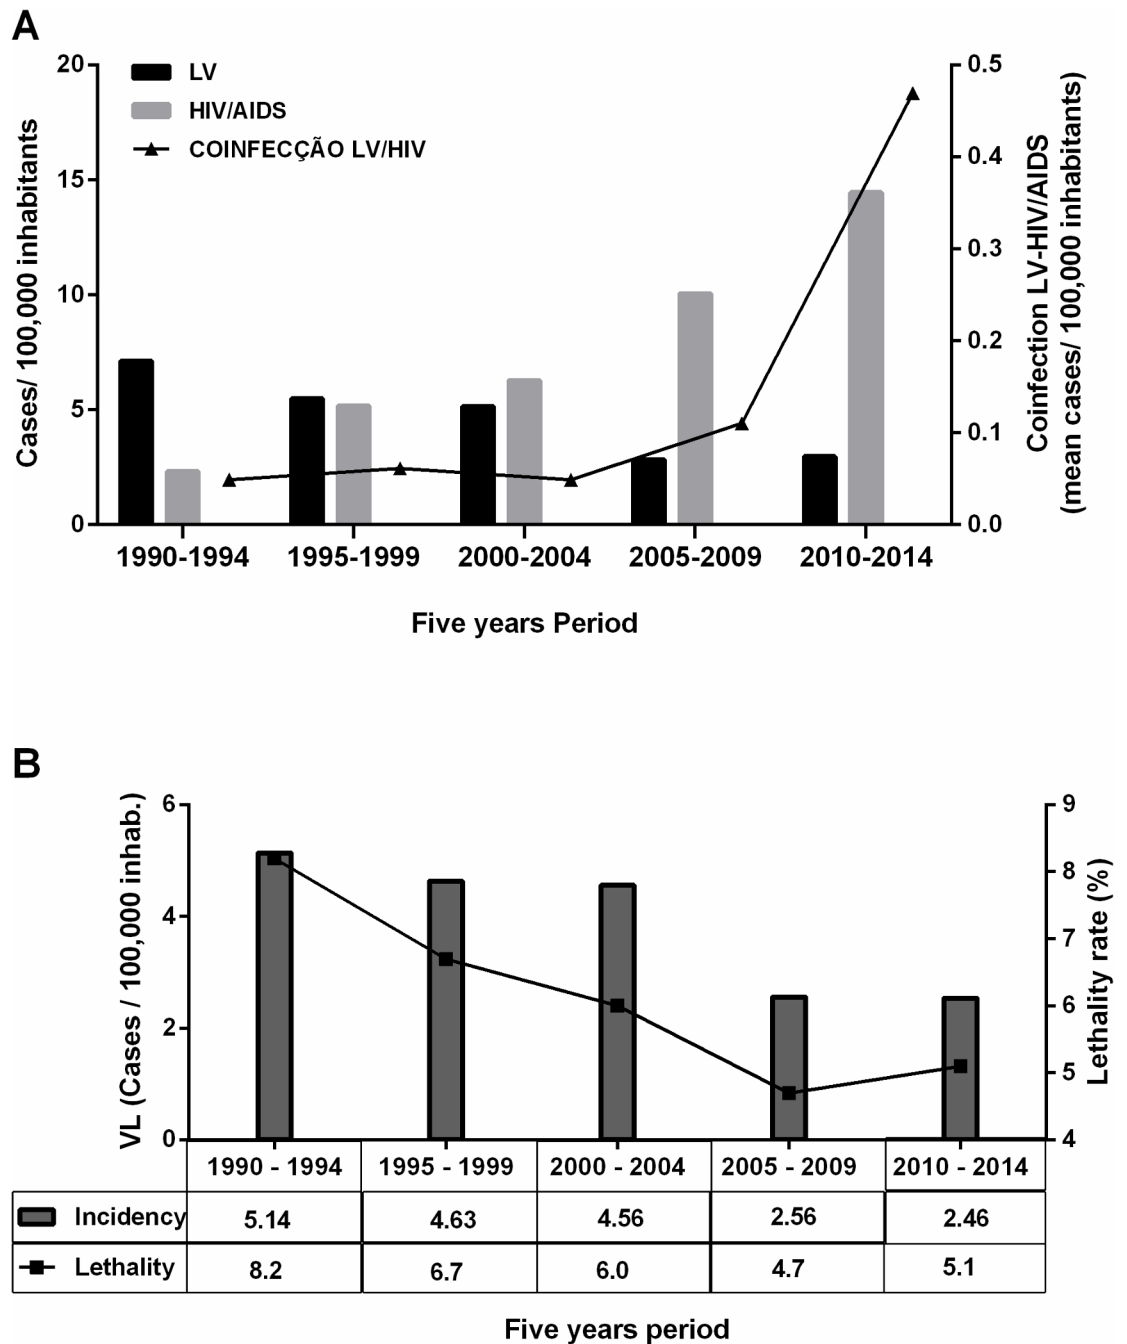 A
20
15
10
5
0
Cases/ 100,000 inhabitants
LV
HIV/AIDS
COINFECÇÃO LV/HIV
0.5
0.4
0.3
0.2
0.1
0.0
Coinfection LV-HIV/AIDS
(mean cases/ 100,000 inhabitants)
1990-1994 1995-1999 2000-2004 2005-2009 2010-2014
Five years Period
B
6
4
2
0
VL (Cases / 100,000 inhab.)
9
8
7
6
5
4
Lethality rate (%)
1990 - 1994 1995 - 1999 2000 - 2004 2005 - 2009 2010 - 2014
Incidency 5.14 4.63 4.56 2.56 2.46
Lethality 8.2 6.7 6.0 4.7 5.1
Five years period